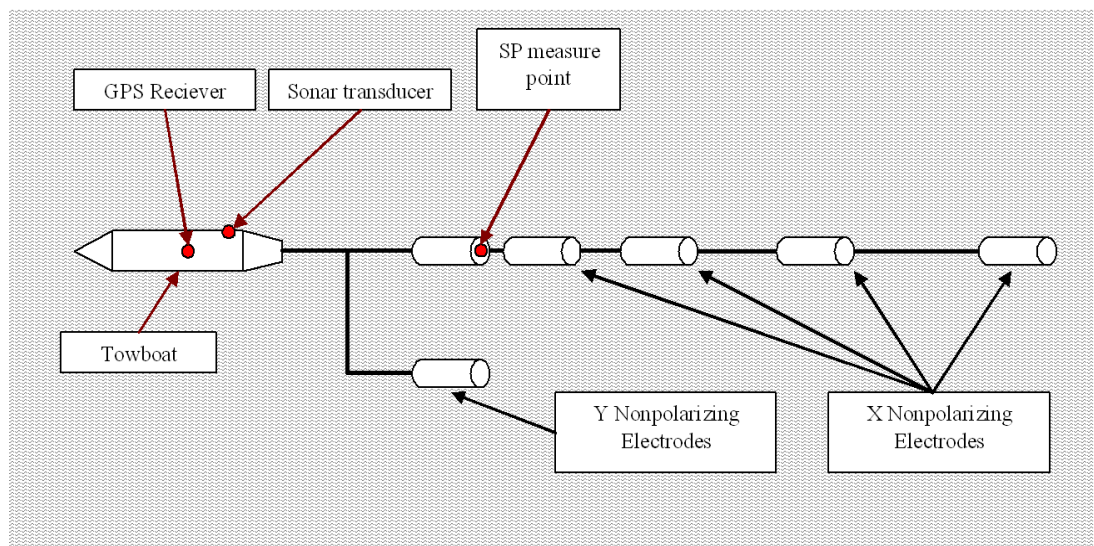 SP measure
point
GPS Reciever
Sonar transducer
Towboat
Y Nonpolarizing
Electrodes
X Nonpolarizing
Electrodes